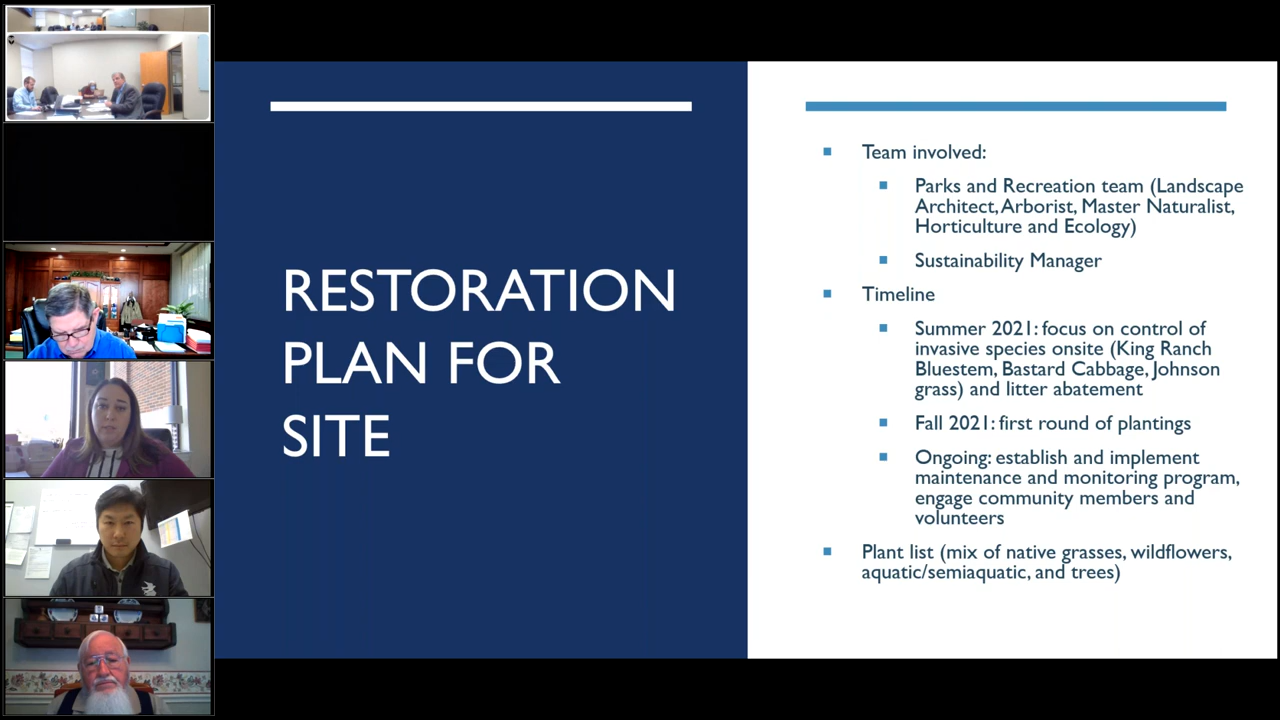 RESTORATION
PLAN FOR
SITE
Team involved:
Parks and Recreation team (Landscape
Architect, Arborist, Master Naturalist,
Horticulture and Ecology)
Sustainability Manager
Timeline
Summer 2021: focus on control of
invasive species onsite (King Ranch
Bluestem, Bastard Cabbage, Johnson
grass) and litter abatement
Fall 2021: first round of plantings
Ongoing: establish and implement
maintenance and monitoring program,
engage community members and
volunteers
Plant list (mix of native grasses, wildflowers,
aquatic/semiaquatic, and trees)